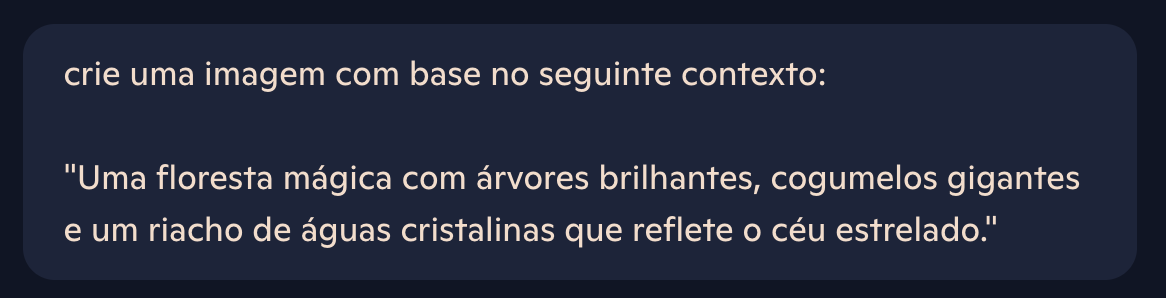 crie uma imagem com base no seguinte contexto:
"Uma floresta mágica com árvores brilhantes, cogumelos gigantes
e um riacho de águas cristalinas que reflete o céu estrelado."